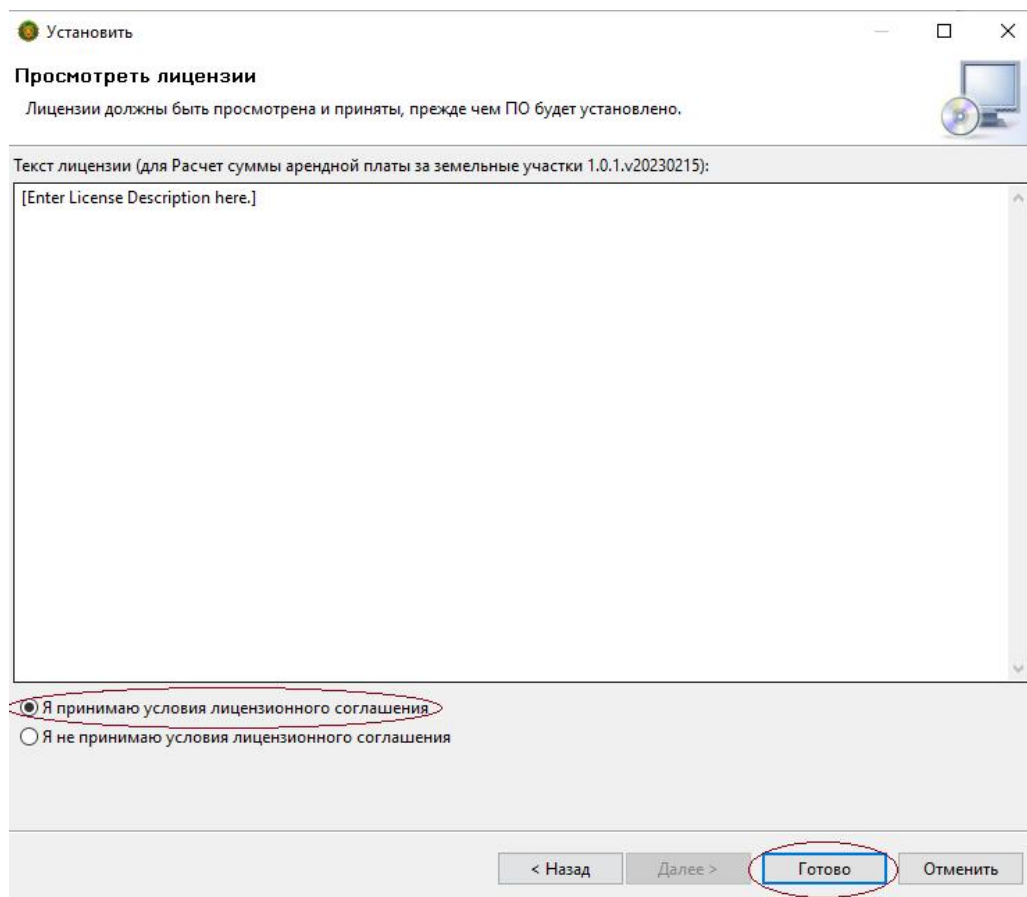 Установить
Просмотреть лицензии
Лицензии должны быть просмотрена и приняты, прежде чем ПО будет установлено.
Текст лицензии (для Расчет суммы арендной платы за земельные участки 1.0.1.v20230215):
[Enter License Description here.]
Я принимаю условия лицензионного соглашения
Я не принимаю условия лицензионного соглашения
< Назад Далее > Готово Отменить